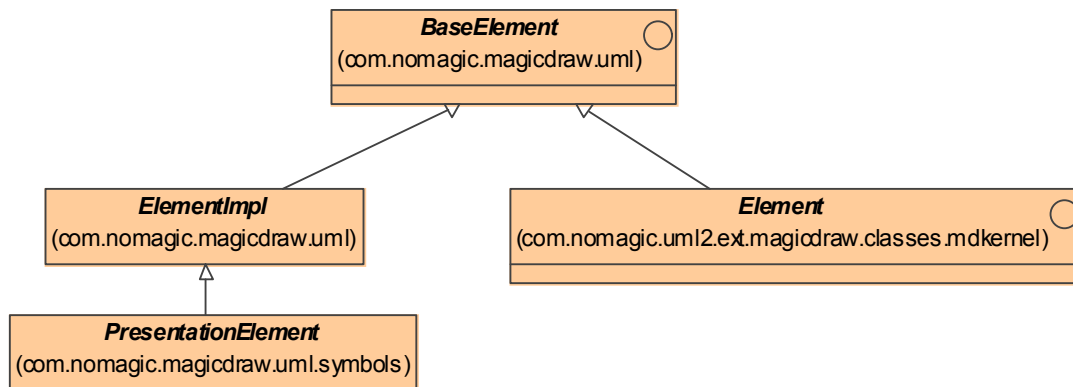 BaseElement
(com.nomagic.magicdraw.uml)
ElementImpl
(com.nomagic.magicdraw.uml)
Element
(com.nomagic.uml2.ext.magicdraw.classes.mdkernel)
PresentationElement
(com.nomagic.magicdraw.uml.symbols)